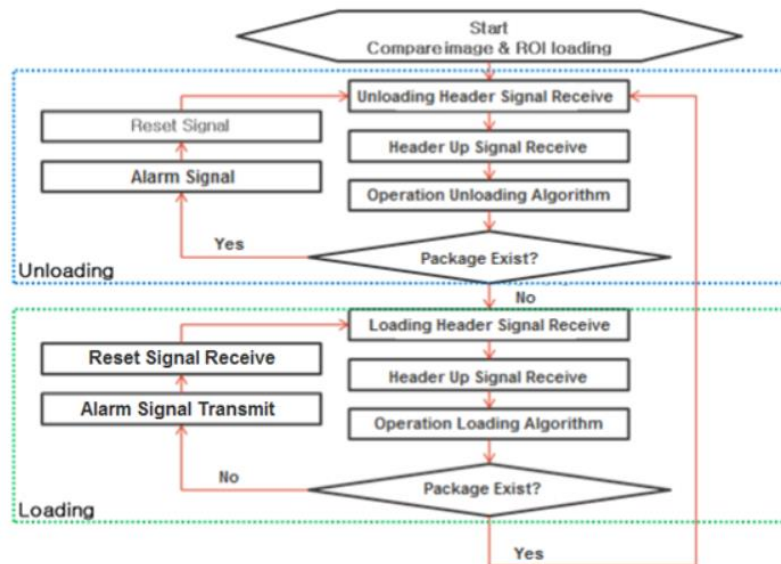 Start
Compare image & ROI loading
Unloading Header Signal Receive
Reset Signal
Header Up Signal Receive
Alarm Signal
Operation Unloading Algorithm
Yes
Package Exist?
Unloading
No
Loading Header Signal Receive
Reset Signal Receive
Header Up Signal Receive
Alarm Signal Transmit
Operation Loading Algorithm
No
Package Exist?
Loading
Yes